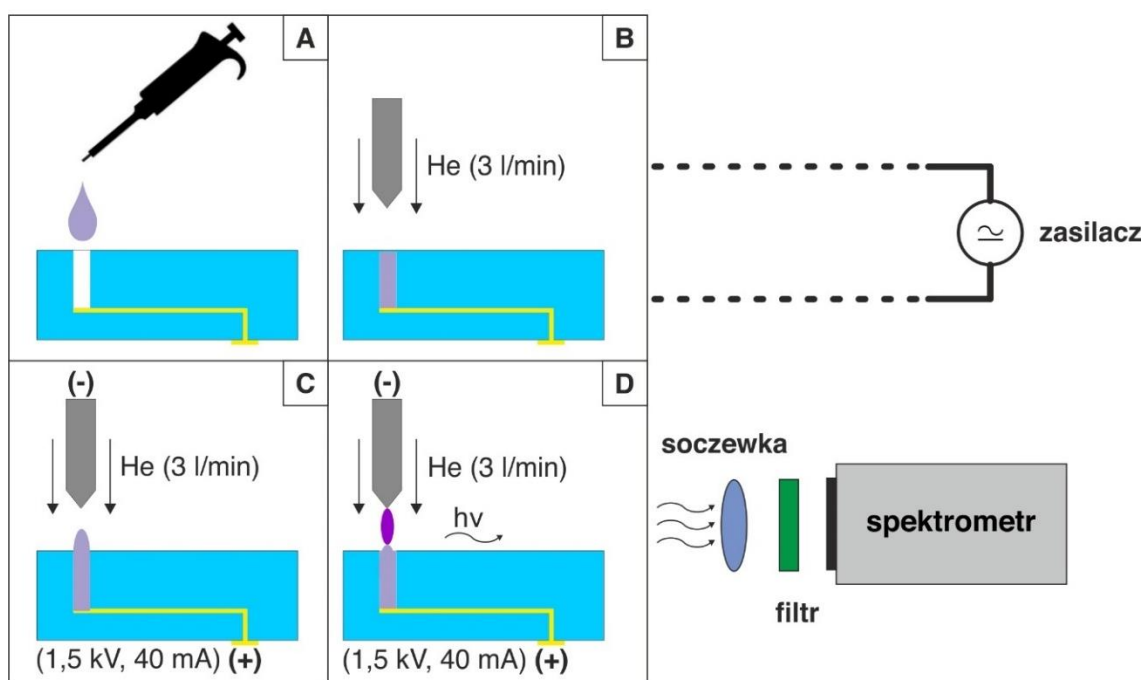 A
B
He (3 l/min)
zasilacz
C
(-)
He (3 l/min)
(1,5 kV, 40 mA) (+)
D
(-)
He (3 l/min)
hv
(1,5 kV, 40 mA) (+)
soczewka
filtr
spektrometr